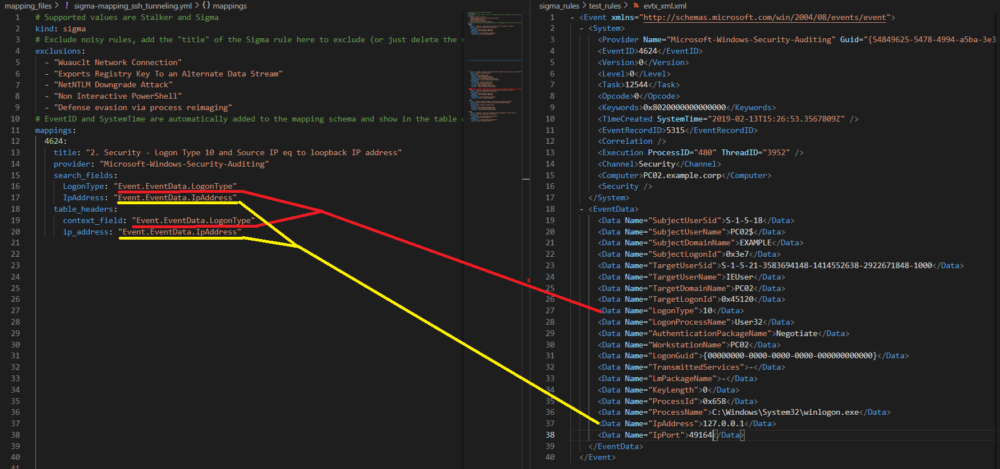 mapping_files > ! sigma-mapping_ssh_tunneling.yml > {} mappings
1 # Supported values are Stalker and Sigma
2 kind: sigma
3 # Exclude noisy rules, add the "title" of the Sigma rule here to exclude (or just delete the
4 exclusions:
5 - "Wuauclt Network Connection"
6 - "Exports Registry Key To an Alternate Data Stream"
7 - "NetNTLM Downgrade Attack"
8 - "Non Interactive PowerShell"
9 - "Defense evasion via process reimaging"
10 # EventID and SystemTime are automatically added to the mapping schema and show in the table
11 mappings:
12 4624:
13 title: "2. Security - Logon Type 10 and Source IP eq to loopback IP address"
14 provider: "Microsoft-Windows-Security-Auditing"
15 search_fields:
16 LogonType: "Event.EventData.LogonType"
17 IpAddress: "Event.EventData.IpAddress"
18 table_headers:
19 context_field: "Event.EventData.LogonType"
20 ip_address: "Event.EventData.IpAddress"
21
22
23
24
25
26
27
28
29
30
31
32
33
34
35
36
37
38
39
40
41
sigma_rules > test_rules > evtx_xml.xml
1 - <Event xmlns="http://schemas.microsoft.com/win/2004/08/events/event">
2 - <System>
3 <Provider Name="Microsoft-Windows-Security-Auditing" Guid="{54849625-5478-4994-a5ba-3e3
4 <EventID>4624</EventID>
5 <Version>0</Version>
6 <Level>0</Level>
7 <Task>12544</Task>
8 <Opcode>0</Opcode>
9 <Keywords>0x8020000000000000</Keywords>
10 <TimeCreated SystemTime="2019-02-13T15:26:53.3567809Z" />
11 <EventRecordID>5315</EventRecordID>
12 <Correlation />
13 <Execution ProcessID="480" ThreadID="3952" />
14 <Channel>Security</Channel>
15 <Computer>PC02.example.corp</Computer>
16 <Security />
17 </System>
18 - <EventData>
19 <Data Name="SubjectUserSid">S-1-5-18</Data>
20 <Data Name="SubjectUserName">PC02$</Data>
21 <Data Name="SubjectDomainName">EXAMPLE</Data>
22 <Data Name="SubjectLogonId">0x3e7</Data>
23 <Data Name="TargetUserSid">S-1-5-21-3583694148-1414552638-2922671848-1000</Data>
24 <Data Name="TargetUserName">IEUser</Data>
25 <Data Name="TargetDomainName">PC02</Data>
26 <Data Name="TargetLogonId">0x45120</Data>
27 <Data Name="LogonType">10</Data>
28 <Data Name="LogonProcessName">User32</Data>
29 <Data Name="AuthenticationPackageName">Negotiate</Data>
30 <Data Name="WorkstationName">PC02</Data>
31 <Data Name="LogonGuid">{00000000-0000-0000-0000-000000000000}</Data>
32 <Data Name="TransmittedServices">-</Data>
33 <Data Name="LmPackageName">-</Data>
34 <Data Name="KeyLength">0</Data>
35 <Data Name="ProcessId">0x658</Data>
36 <Data Name="ProcessName">C:\Windows\System32\winlogon.exe</Data>
37 <Data Name="IpAddress">127.0.0.1</Data>
38 <Data Name="IpPort">49164</Data>
39 </EventData>
40 </Event>